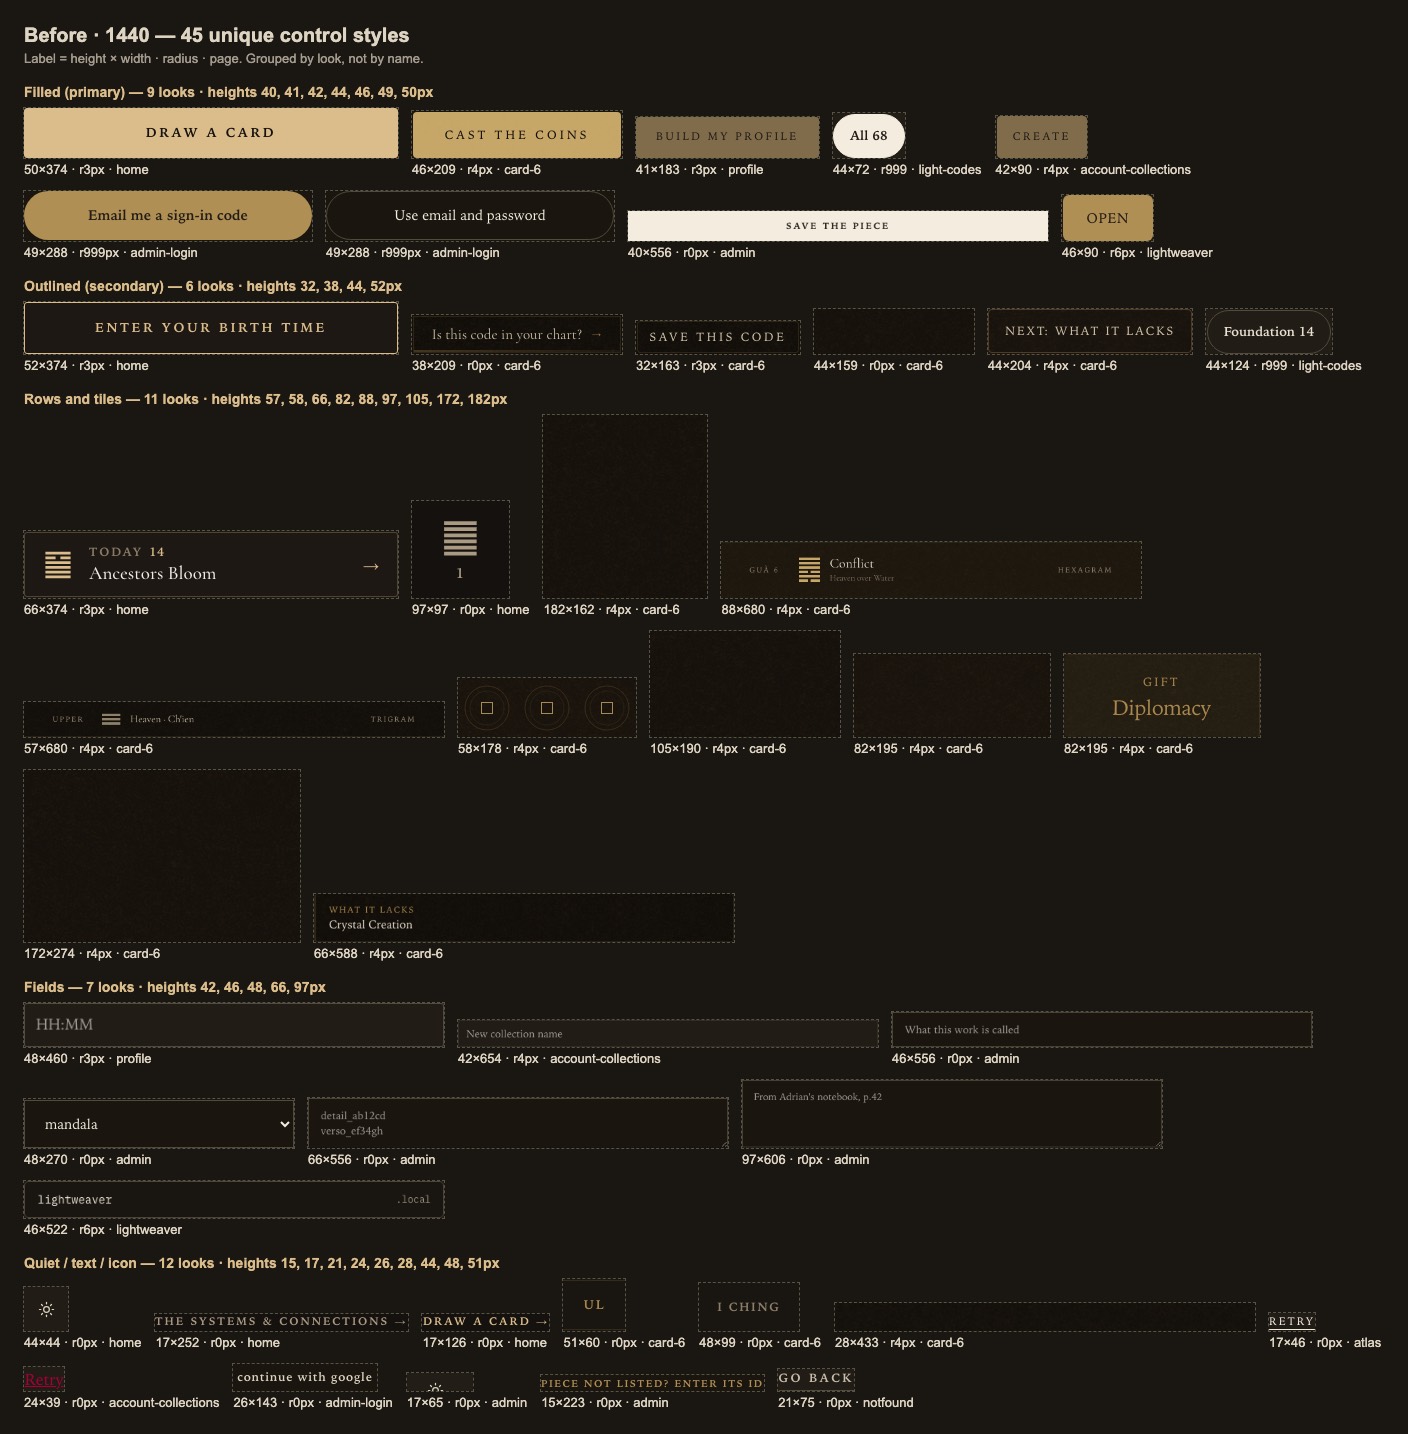 Before · 1440 — 45 unique control styles
Label = height × width · radius · page. Grouped by look, not by name.
Filled (primary) — 9 looks · heights 40, 41, 42, 44, 46, 49, 50px
DRAW A CARD
CAST THE COINS
BUILD MY PROFILE
All 68
CREATE
50×374 · r3px · home
46×209 · r4px · card-6
41×183 · r3px · profile
44×72 · r999 · light-codes
42×90 · r4px · account-collections
Email me a sign-in code
Use email and password
SAVE THE PIECE
OPEN
49×288 · r999px · admin-login
49×288 · r999px · admin-login
40×556 · r0px · admin
46×90 · r6px · lightweaver
Outlined (secondary) — 6 looks · heights 32, 38, 44, 52px
ENTER YOUR BIRTH TIME
Is this code in your chart? →
SAVE THIS CODE
NEXT: WHAT IT LACKS
Foundation 14
52×374 · r3px · home
38×209 · r0px · card-6
32×163 · r3px · card-6
44×159 · r0px · card-6
44×204 · r4px · card-6
44×124 · r999 · light-codes
Rows and tiles — 11 looks · heights 57, 58, 66, 82, 88, 97, 105, 172, 182px
TODAY 14
Ancestors Bloom
→
1
GUÀ 6
Conflict
Heaven over Water
HEXAGRAM
66×374 · r3px · home
97×97 · r0px · home
182×162 · r4px · card-6
88×680 · r4px · card-6
UPPER
Heaven · Ch'ien
TRIGRAM
GIFT
Diplomacy
57×680 · r4px · card-6
58×178 · r4px · card-6
105×190 · r4px · card-6
82×195 · r4px · card-6
82×195 · r4px · card-6
WHAT IT LACKS
Crystal Creation
172×274 · r4px · card-6
66×588 · r4px · card-6
Fields — 7 looks · heights 42, 46, 48, 66, 97px
HH:MM
New collection name
What this work is called
48×460 · r3px · profile
42×654 · r4px · account-collections
46×556 · r0px · admin
mandala
detail_ab12cd
verso_ef34gh
From Adrian's notebook, p.42
48×270 · r0px · admin
66×556 · r0px · admin
97×606 · r0px · admin
lightweaver
.local
46×522 · r6px · lightweaver
Quiet / text / icon — 12 looks · heights 15, 17, 21, 24, 26, 28, 44, 48, 51px
THE SYSTEMS & CONNECTIONS →
DRAW A CARD →
UL
I CHING
RETRY
44×44 · r0px · home
17×252 · r0px · home
17×126 · r0px · home
51×60 · r0px · card-6
48×99 · r0px · card-6
28×433 · r4px · card-6
17×46 · r0px · atlas
Retry
continue with google
PIECE NOT LISTED? ENTER ITS ID
GO BACK
24×39 · r0px · account-collections
26×143 · r0px · admin-login
17×65 · r0px · admin
15×223 · r0px · admin
21×75 · r0px · notfound